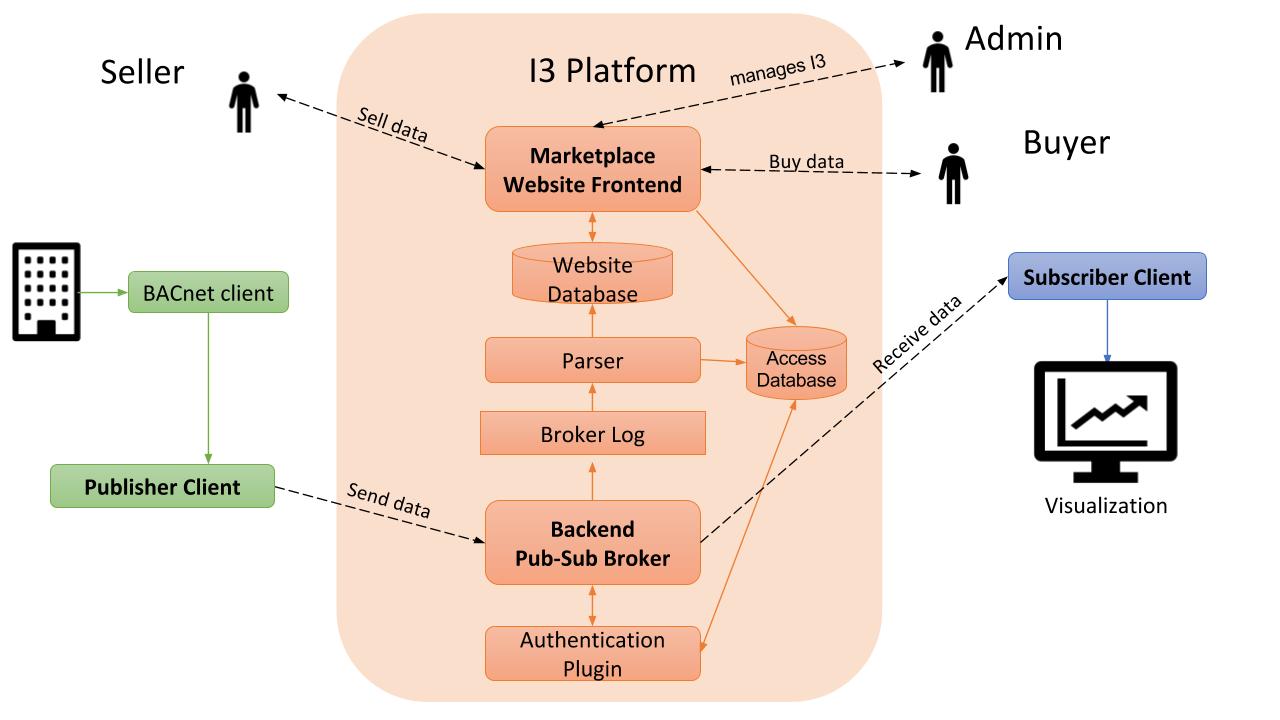 Seller
I3 Platform
Admin
manages I3
Sell data
Marketplace
Website Frontend
Buy data
Buyer
Website
Database
BACnet client
Subscriber Client
Parser
Access
Database
Receive data
Broker Log
Publisher Client
Send data
Visualization
Backend
Pub-Sub Broker
Authentication
Plugin